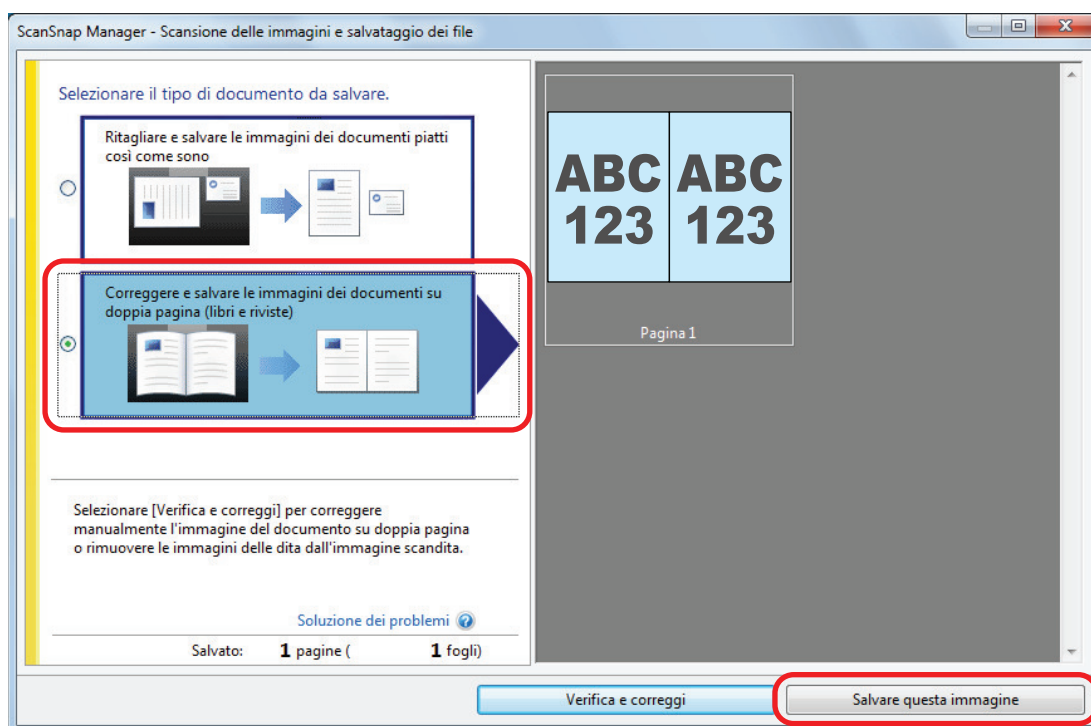 ScanSnap Manager - Scansione delle immagini e salvataggio dei file
Selezionare il tipo di documento da salvare.
Ritagliare e salvare le immagini dei documenti piatti
così come sono
Correggere e salvare le immagini dei documenti su
doppia pagina (libri e riviste)
Selezionare [Verifica e correggi] per correggere
manualmente l'immagine del documento su doppia pagina
o rimuovere le immagini delle dita dall'immagine scandita.
Soluzione dei problemi
Salvato: 1 pagine ( 1 fogli)
ABC ABC
123 123
Pagina 1
Verifica e correggi Salvare questa immagine